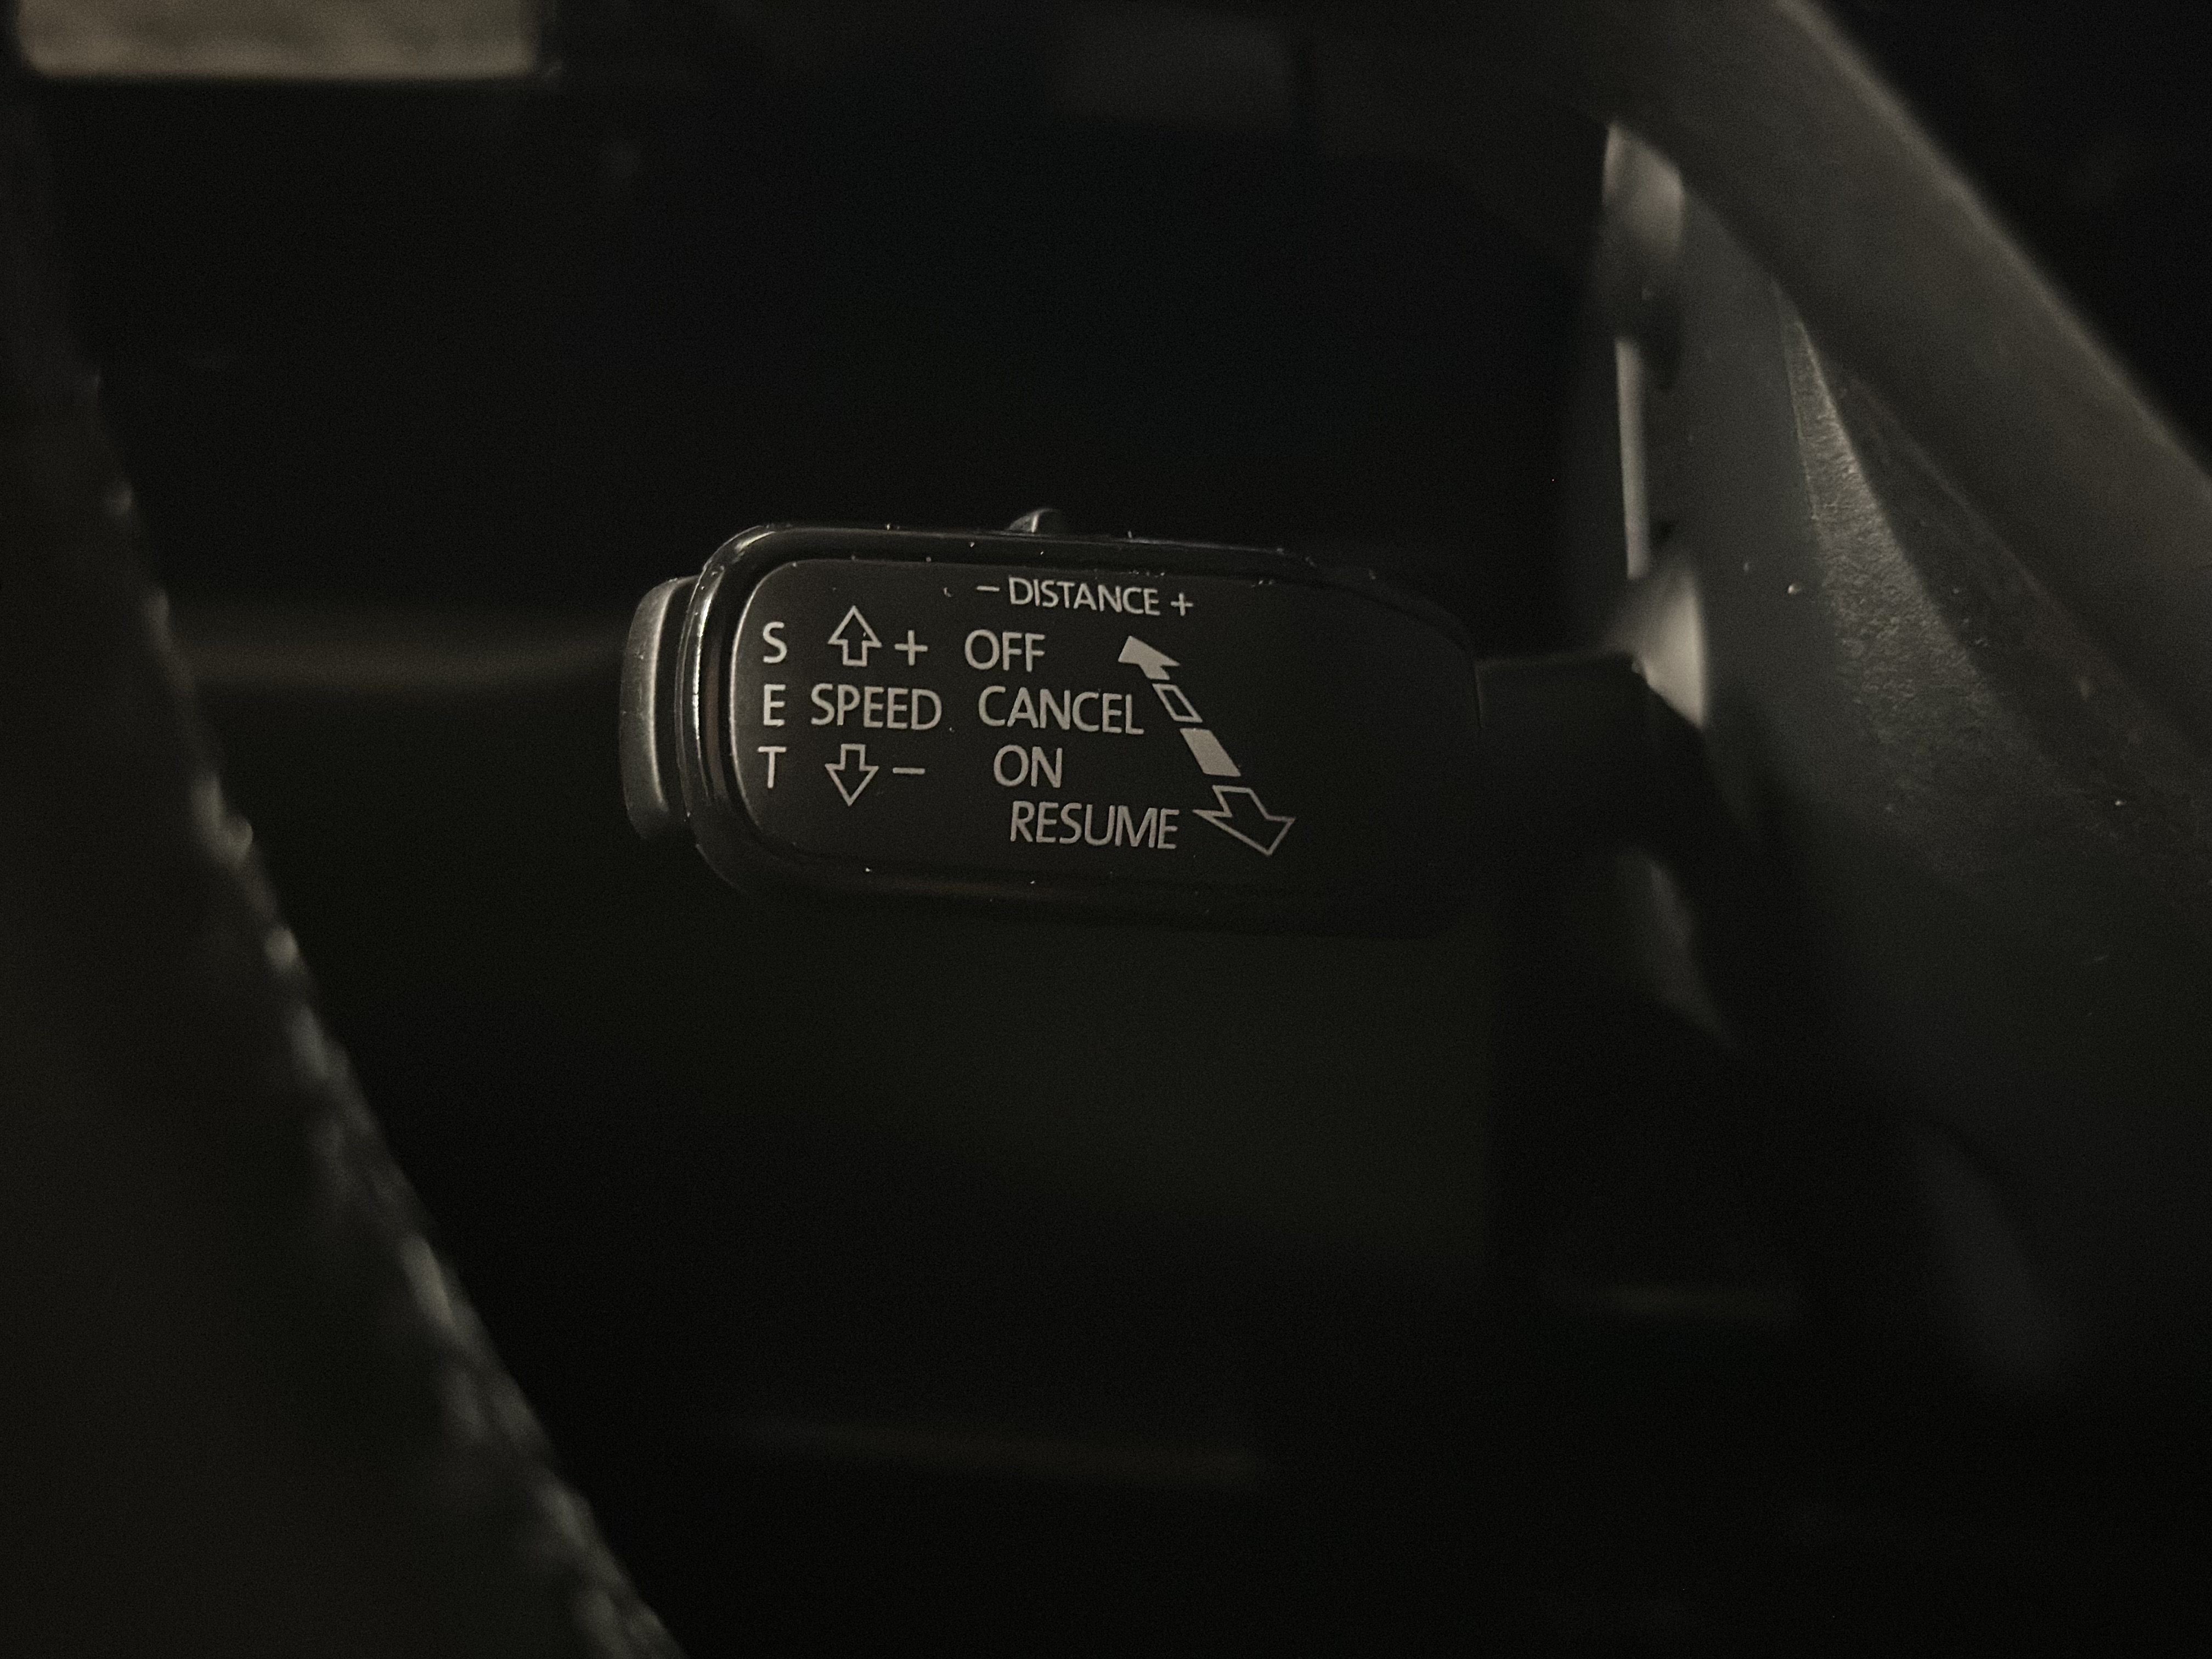 − DISTANCE +
S + OFF
E SPEED CANCEL
T − ON
RESUME